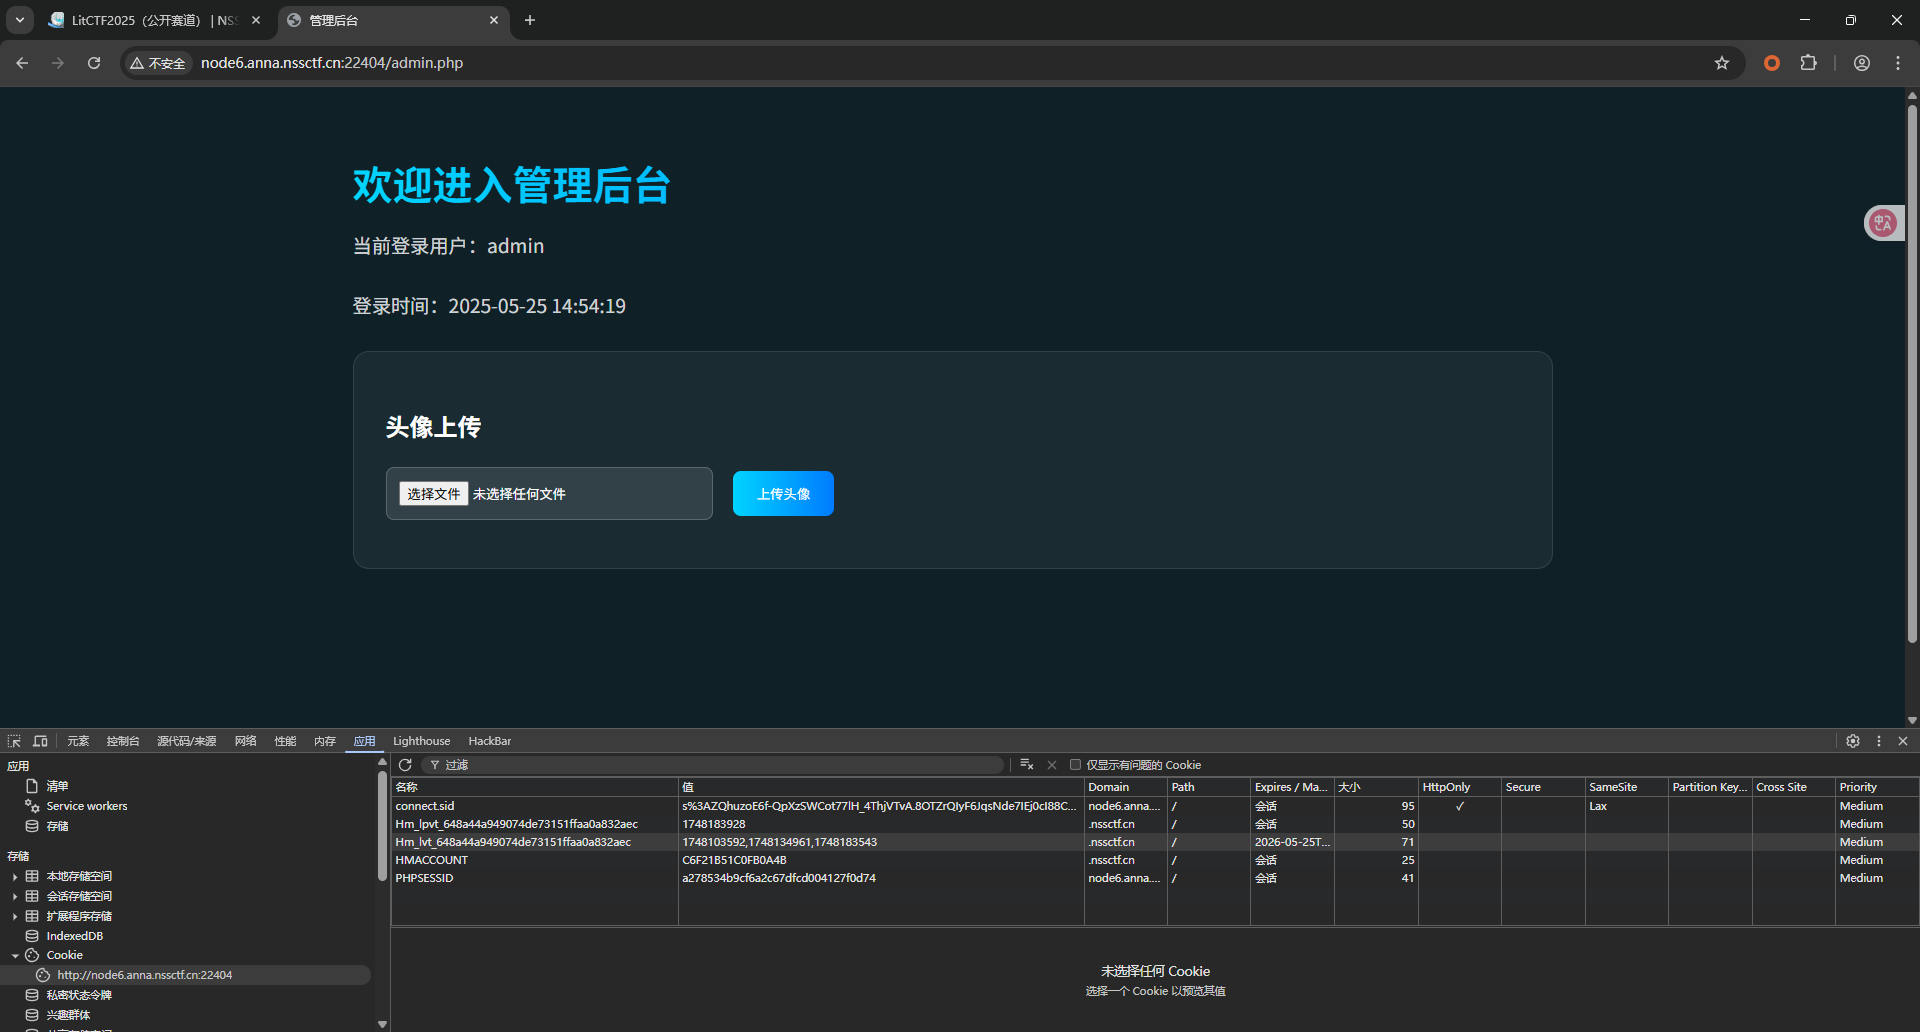 LitCTF2025（公开赛道） | NSS
管理后台
不安全
node6.anna.nssctf.cn:22404/admin.php
欢迎进入管理后台
当前登录用户：admin
登录时间：2025-05-25 14:54:19
头像上传
选择文件 未选择任何文件
上传头像
元素 控制台 源代码/来源 网络 性能 内存 应用 Lighthouse HackBar
应用
清单
Service workers
存储
存储
本地存储空间
会话存储空间
扩展程序存储
IndexedDB
Cookie
http://node6.anna.nssctf.cn:22404
私密状态令牌
兴趣群体
过滤
仅显示有问题的 Cookie
名称 值 Domain Path Expires / Ma... 大小 HttpOnly Secure SameSite Partition Key... Cross Site Priority
connect.sid s%3AZQhuzoE6f-QpXzSWCot77lH_4ThjVTvA.8OTZrQIyF6JqsNde7IEj0cI88C... node6.anna.... / 会话 95 ✓ Lax Medium
Hm_lpvt_648a44a949074de73151ffaa0a832aec 1748183928 .nssctf.cn / 会话 50 Medium
Hm_lvt_648a44a949074de73151ffaa0a832aec 1748103592,1748134961,1748183543 .nssctf.cn / 2026-05-25T... 71 Medium
HMACCOUNT C6F21B51C0FB0A4B .nssctf.cn / 会话 25 Medium
PHPSESSID a278534b9cf6a2c67dfcd004127f0d74 node6.anna.... / 会话 41 Medium
未选择任何 Cookie
选择一个 Cookie 以预览其值